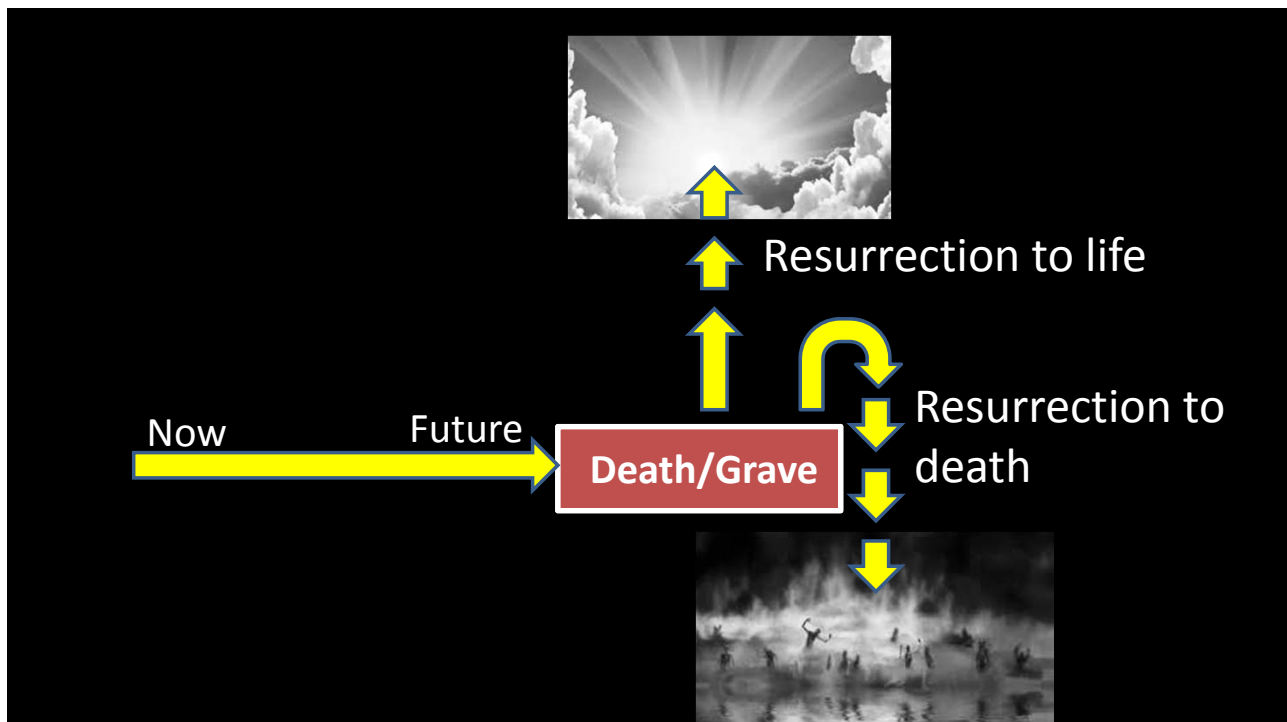 Resurrection to life
Now
Future
Death/Grave
Resurrection to
death